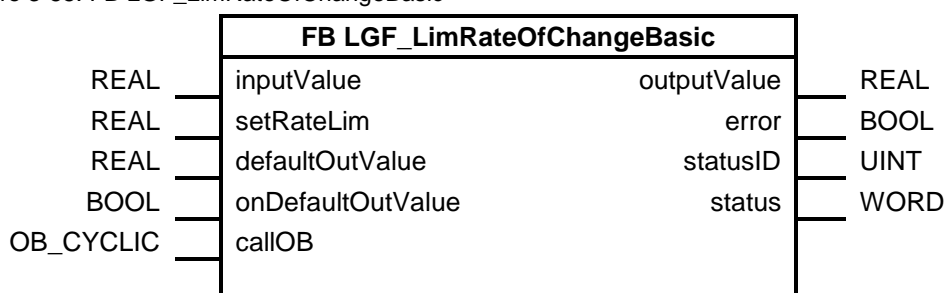 FB LGF_LimRateOfChangeBasic
REAL inputValue outputValue REAL
REAL setRateLim error BOOL
REAL defaultOutValue statusID UINT
BOOL onDefaultOutValue status WORD
OB_CYCLIC callOB